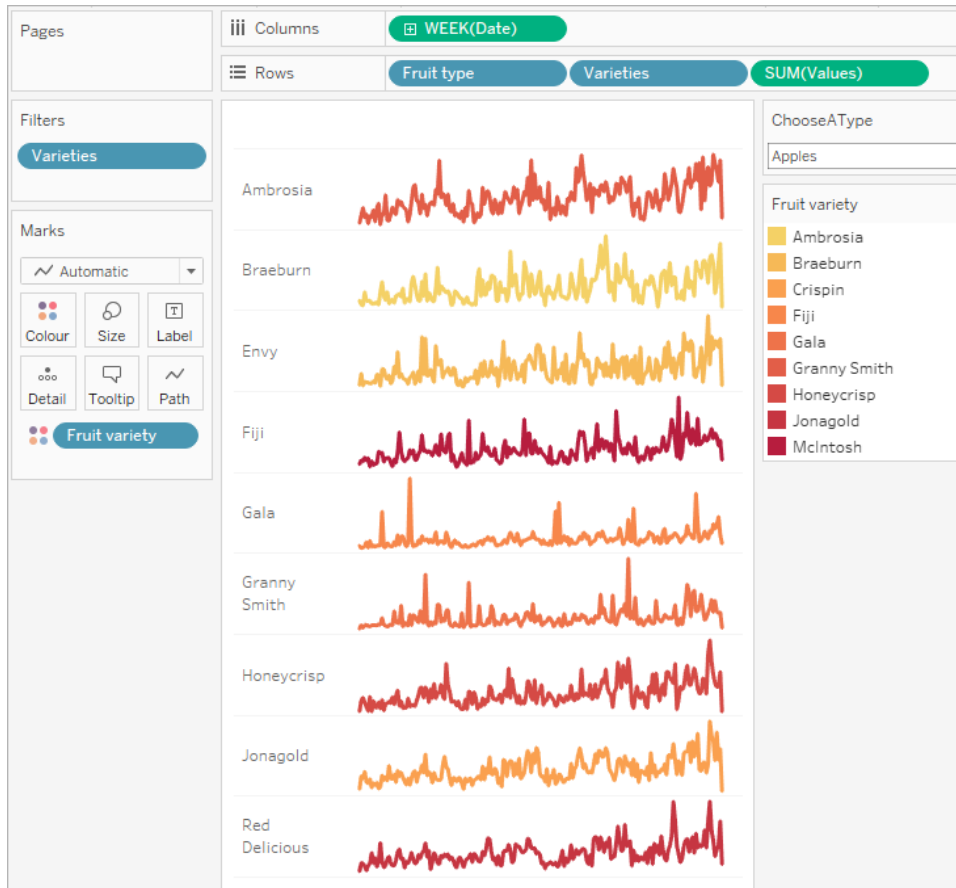 Pages
Columns
WEEK(Date)
Rows
Fruit type
Varieties
SUM(Values)
Filters
Varieties
Marks
Automatic
Colour
Size
Label
Detail
Tooltip
Path
Fruit variety
Ambrosia
Braeburn
Envy
Fiji
Gala
Granny
Smith
Honeycrisp
Jonagold
Red
Delicious
ChooseAType
Apples
Fruit variety
Ambrosia
Braeburn
Crispin
Fiji
Gala
Granny Smith
Honeycrisp
Jonagold
McIntosh